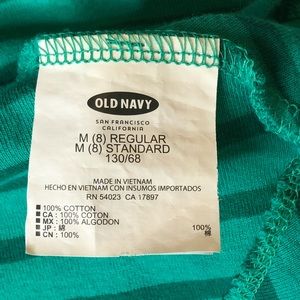 OLD NAVY
SAN FRANCISCO
CALIFORNIA
M (8) REGULAR
M (8) STANDARD
130/68
MADE IN VIETNAM
HECHO EN VIETNAM CON INSUMOS IMPORTADOS
RN 54023 CA 17897
■ 100% COTTON
■ CA : 100% COTON
■ MX : 100% ALGODON
■ JP : 綿 100%
■ CN : 100% 棉